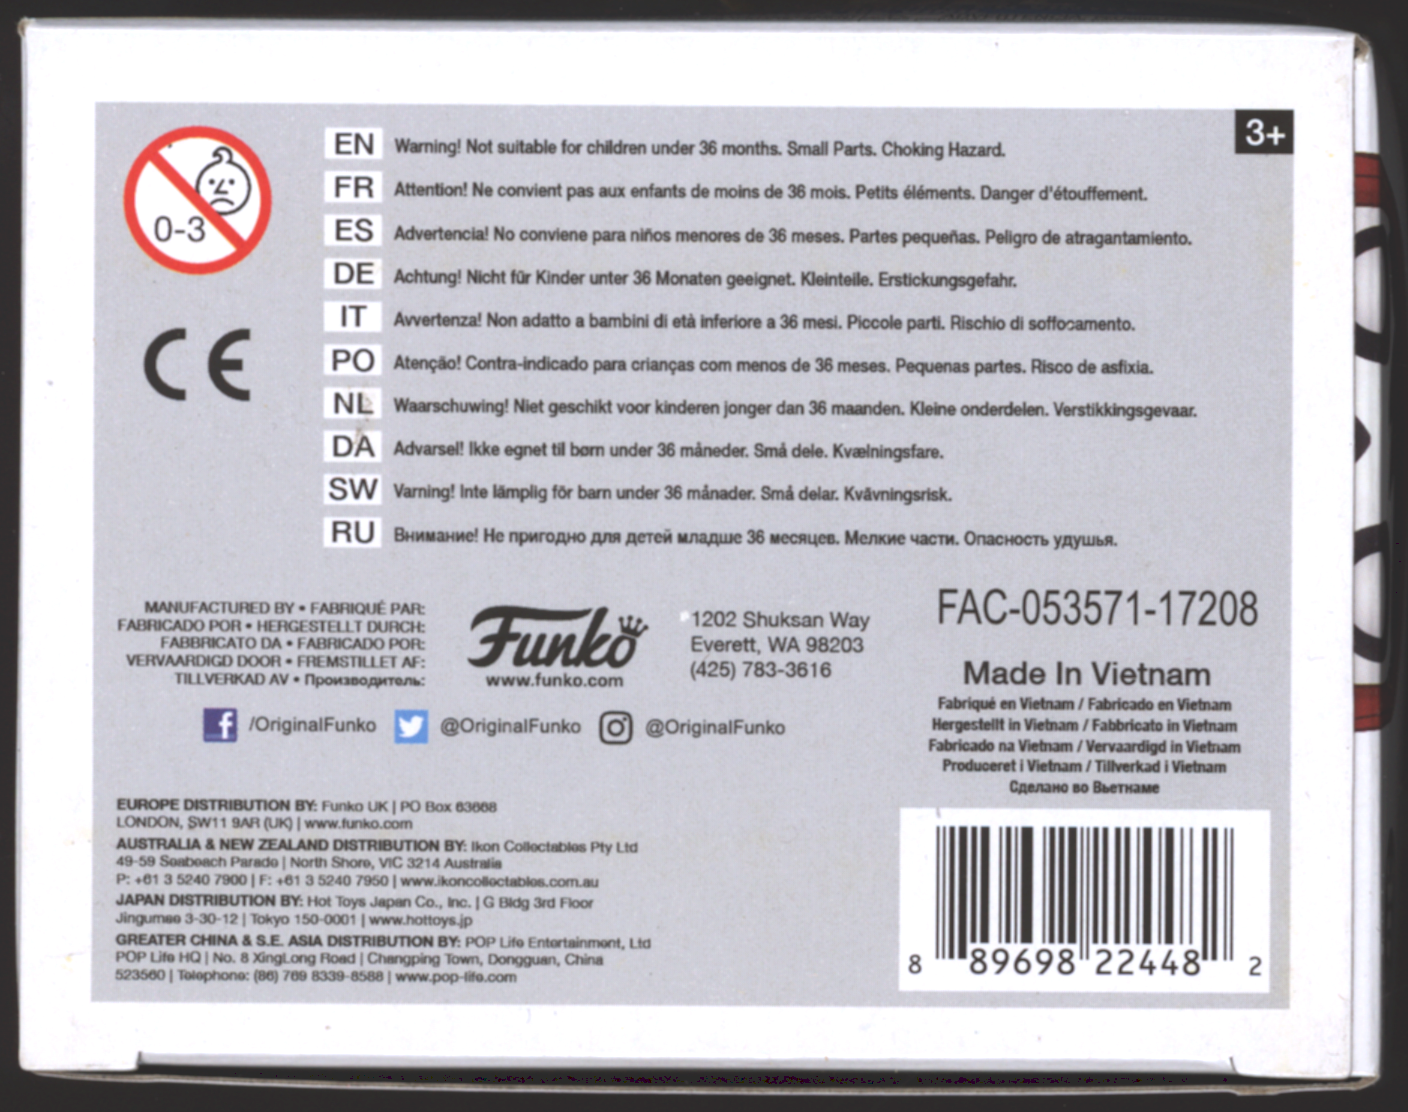 3+
0-3
EN Warning! Not suitable for children under 36 months. Small Parts. Choking Hazard.
FR Attention! Ne convient pas aux enfants de moins de 36 mois. Petits éléments. Danger d'étouffement.
ES Advertencia! No conviene para niños menores de 36 meses. Partes pequeñas. Peligro de atragantamiento.
DE Achtung! Nicht für Kinder unter 36 Monaten geeignet. Kleinteile. Erstickungsgefahr.
IT Avvertenza! Non adatto a bambini di età inferiore a 36 mesi. Piccole parti. Rischio di soffocamento.
PO Atenção! Contra-indicado para crianças com menos de 36 meses. Pequenas partes. Risco de asfixia.
NL Waarschuwing! Niet geschikt voor kinderen jonger dan 36 maanden. Kleine onderdelen. Verstikkingsgevaar.
DA Advarsel! Ikke egnet til børn under 36 måneder. Små dele. Kvælningsfare.
SW Varning! Inte lämplig för barn under 36 månader. Små delar. Kvävningsrisk.
RU Внимание! Не пригодно для детей младше 36 месяцев. Мелкие части. Опасность удушья.
CE
MANUFACTURED BY • FABRIQUÉ PAR:
FABRICADO POR • HERGESTELLT DURCH:
FABBRICATO DA • FABRICADO POR:
VERVAARDIGD DOOR • FREMSTILLET AF:
TILLVERKAD AV • Производитель:
Funko
www.funko.com
1202 Shuksan Way
Everett, WA 98203
(425) 783-3616
/OriginalFunko @OriginalFunko @OriginalFunko
FAC-053571-17208
Made In Vietnam
Fabriqué en Vietnam / Fabricado en Vietnam
Hergestellt in Vietnam / Fabbricato in Vietnam
Fabricado na Vietnam / Vervaardigd in Vietnam
Produceret i Vietnam / Tillverkad i Vietnam
Сделано во Вьетнаме
EUROPE DISTRIBUTION BY: Funko UK | PO Box 63668
LONDON, SW11 9AR (UK) | www.funko.com
AUSTRALIA & NEW ZEALAND DISTRIBUTION BY: Ikon Collectables Pty Ltd
49-59 Seabeach Parade | North Shore, VIC 3214 Australia
P: +61 3 5240 7900 | F: +61 3 5240 7950 | www.ikoncollectables.com.au
JAPAN DISTRIBUTION BY: Hot Toys Japan Co., Inc. | G Bldg 3rd Floor
Jingumae 3-30-12 | Tokyo 150-0001 | www.hottoys.jp
GREATER CHINA & S.E. ASIA DISTRIBUTION BY: POP Life Entertainment, Ltd
POP Life HQ | No. 8 XingLong Road | Changping Town, Dongguan, China
523560 | Telephone: (86) 769 8339-8588 | www.pop-life.com
8 89698 22448 2